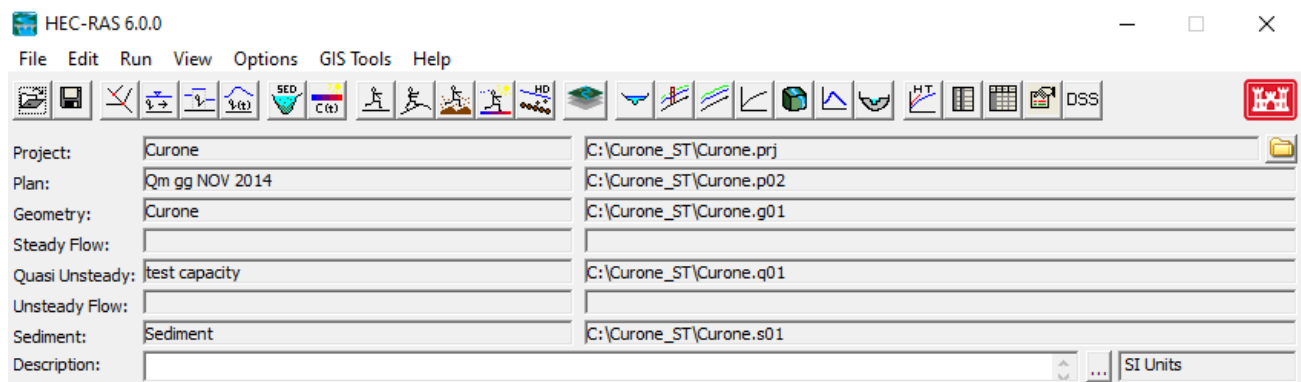 HEC-RAS 6.0.0
File Edit Run View Options GIS Tools Help
SED C(t) HD HT DSS
Project: Curone C:\Curone_ST\Curone.prj
Plan: Qm gg NOV 2014 C:\Curone_ST\Curone.p02
Geometry: Curone C:\Curone_ST\Curone.g01
Steady Flow:
Quasi Unsteady: test capacity C:\Curone_ST\Curone.q01
Unsteady Flow:
Sediment: Sediment C:\Curone_ST\Curone.s01
Description: ... SI Units